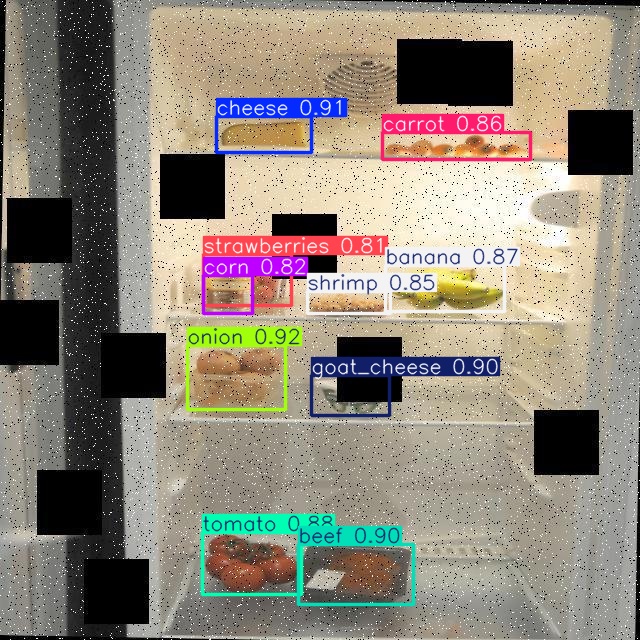 cheese 0.91
carrot 0.86
strawberries 0.81
corn 0.82
banana 0.87
shrimp 0.85
onion 0.92
goat_cheese 0.90
tomato 0.88
beef 0.90